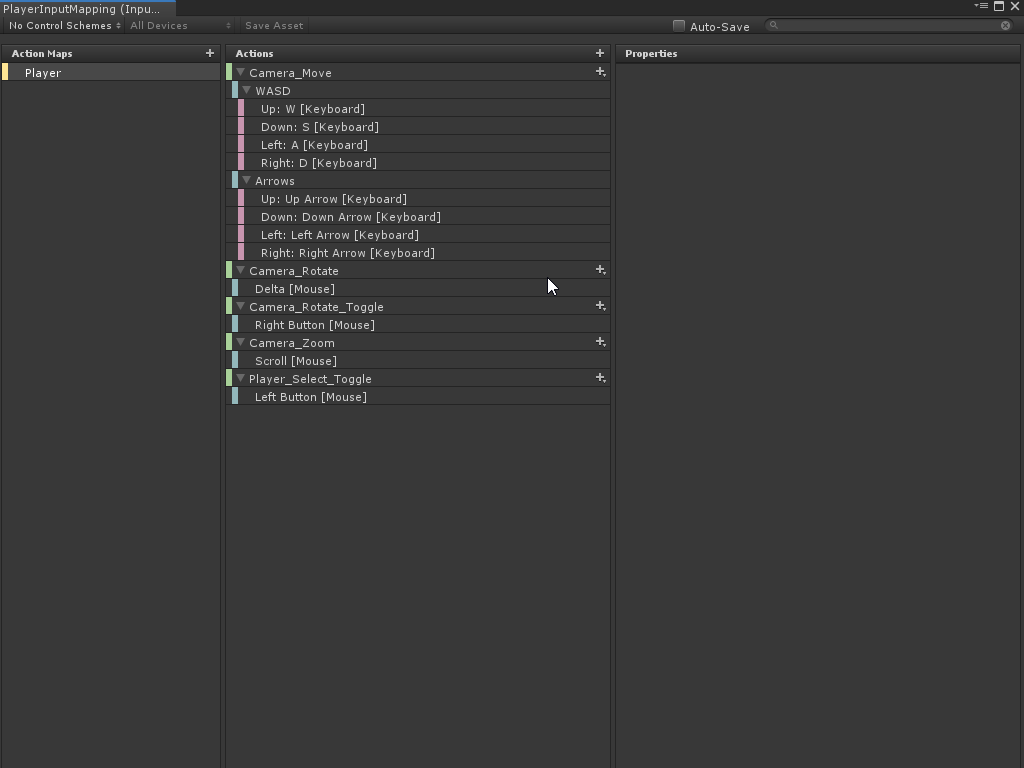 PlayerInputMapping (Inpu...
No Control Schemes All Devices Save Asset Auto-Save
Action Maps
Player
Actions
Camera_Move
WASD
Up: W [Keyboard]
Down: S [Keyboard]
Left: A [Keyboard]
Right: D [Keyboard]
Arrows
Up: Up Arrow [Keyboard]
Down: Down Arrow [Keyboard]
Left: Left Arrow [Keyboard]
Right: Right Arrow [Keyboard]
Camera_Rotate
Delta [Mouse]
Camera_Rotate_Toggle
Right Button [Mouse]
Camera_Zoom
Scroll [Mouse]
Player_Select_Toggle
Left Button [Mouse]
Properties